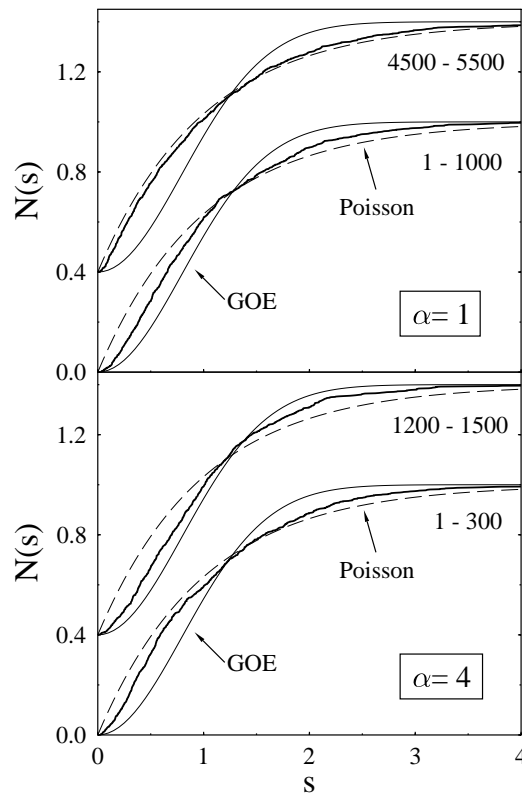 1.2
4500 - 5500
0.8
N(s)
1 - 1000
Poisson
0.4
GOE
α= 1
0.0
1.2
1200 - 1500
0.8
N(s)
1 - 300
Poisson
0.4
GOE
α= 4
0.0
0 1 2 3 4
s